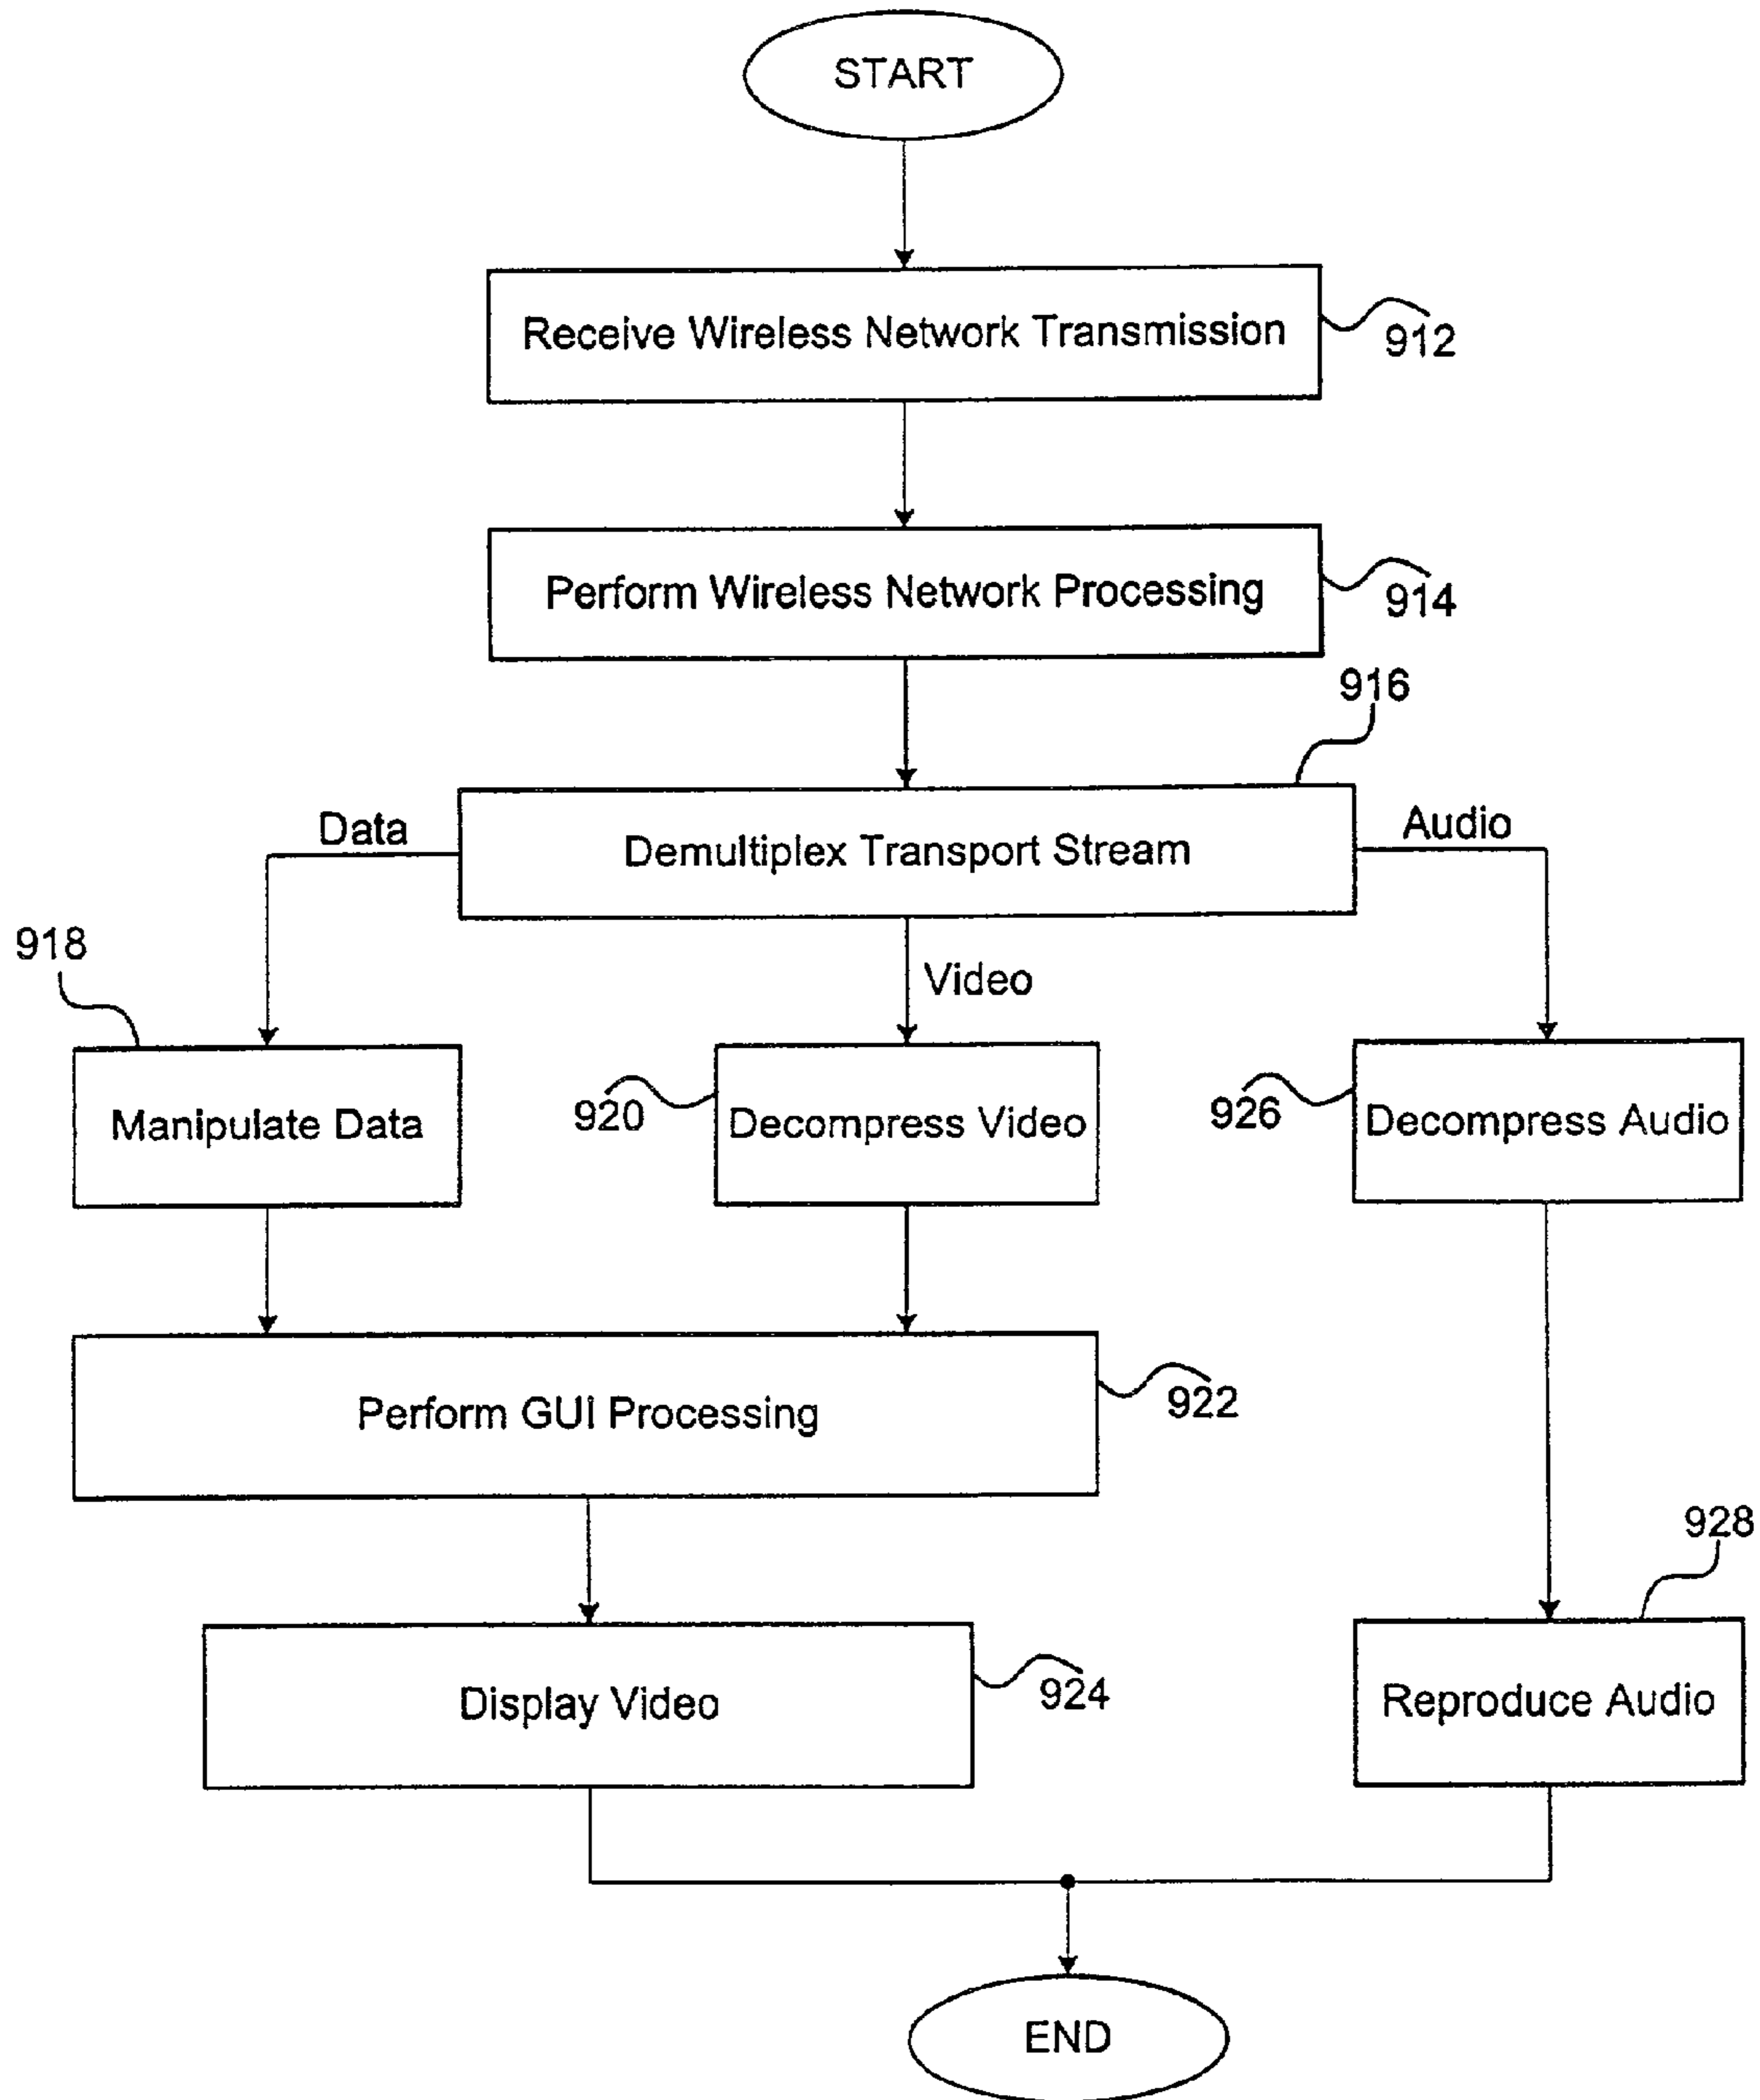 START
Receive Wireless Network Transmission
912
Perform Wireless Network Processing
914
916
Data
Demultiplex Transport Stream
Audio
918
Video
Manipulate Data
920
Decompress Video
926
Decompress Audio
Perform GUI Processing
922
928
Display Video
924
Reproduce Audio
END